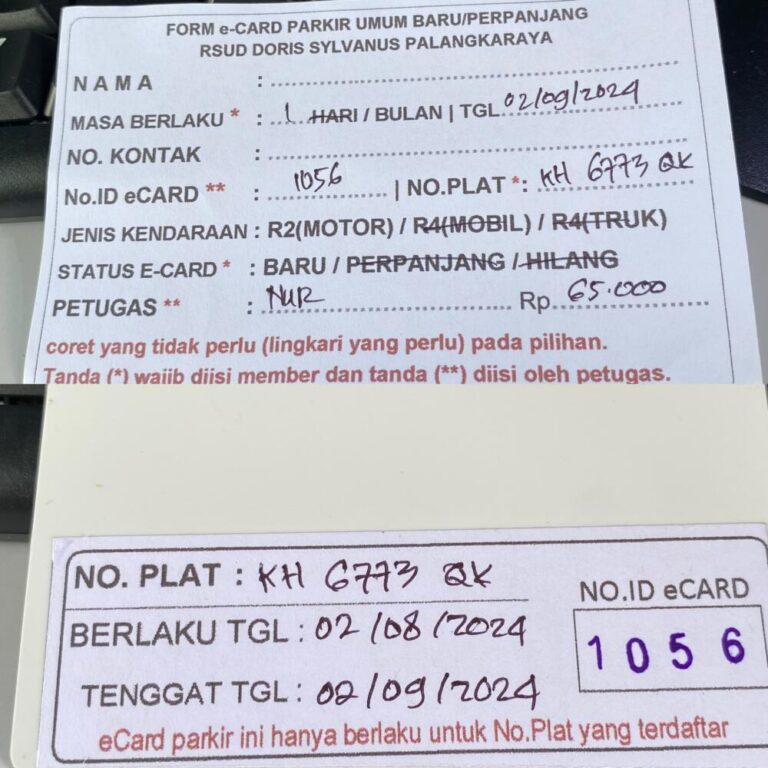 FORM e-CARD PARKIR UMUM BARU/PERPANJANG
RSUD DORIS SYLVANUS PALANGKARAYA
NAMA :
MASA BERLAKU * : 1 HARI / BULAN | TGL 02/09/2024
NO. KONTAK :
No.ID eCARD ** : 1056 | NO.PLAT *: KH 6773 QK
JENIS KENDARAAN : R2(MOTOR) / R4(MOBIL) / R4(TRUK)
STATUS E-CARD * : BARU / PERPANJANG / HILANG
PETUGAS ** : NUR Rp. 65.000
coret yang tidak perlu (lingkari yang perlu) pada pilihan.
Tanda (*) wajib diisi member dan tanda (**) diisi oleh petugas.
NO. PLAT : KH 6773 QK
NO.ID eCARD
BERLAKU TGL : 02/08/2024
1056
TENGGAT TGL : 02/09/2024
eCard parkir ini hanya berlaku untuk No.Plat yang terdaftar